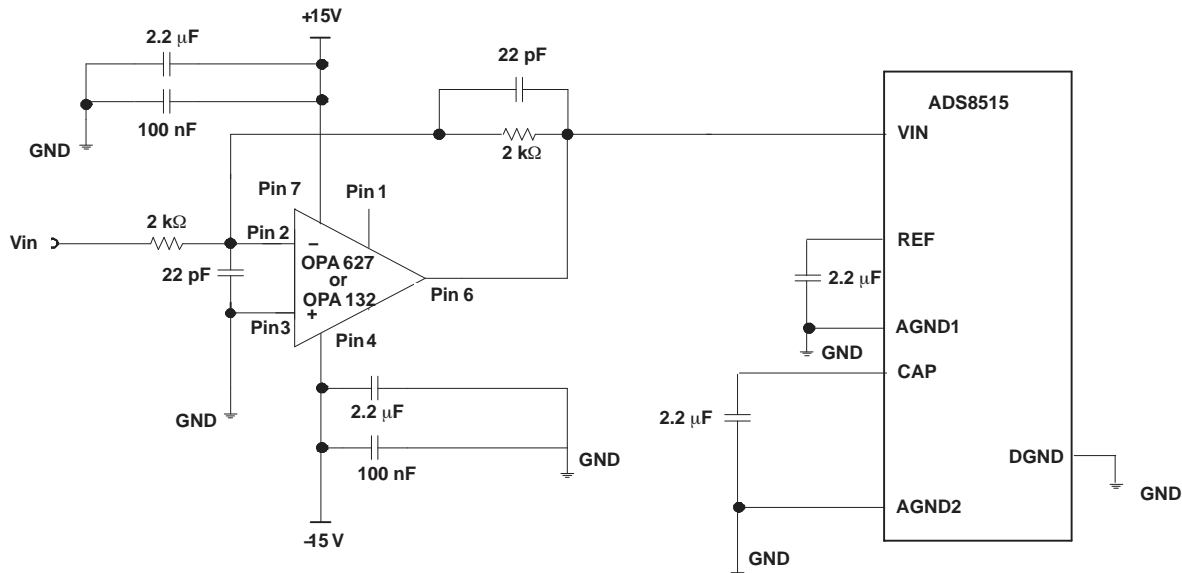 +15V
2.2 μF
22 pF
ADS8515
100 nF
VIN
GND
2 kΩ
Pin 7
Pin 1
2 kΩ
Vin
Pin 2
–
REF
22 pF
OPA 627
or
OPA 132
2.2 μF
Pin 6
Pin3
+
Pin 4
AGND1
GND
CAP
GND
2.2 μF
2.2 μF
100 nF
GND
DGND
GND
AGND2
–15 V
GND